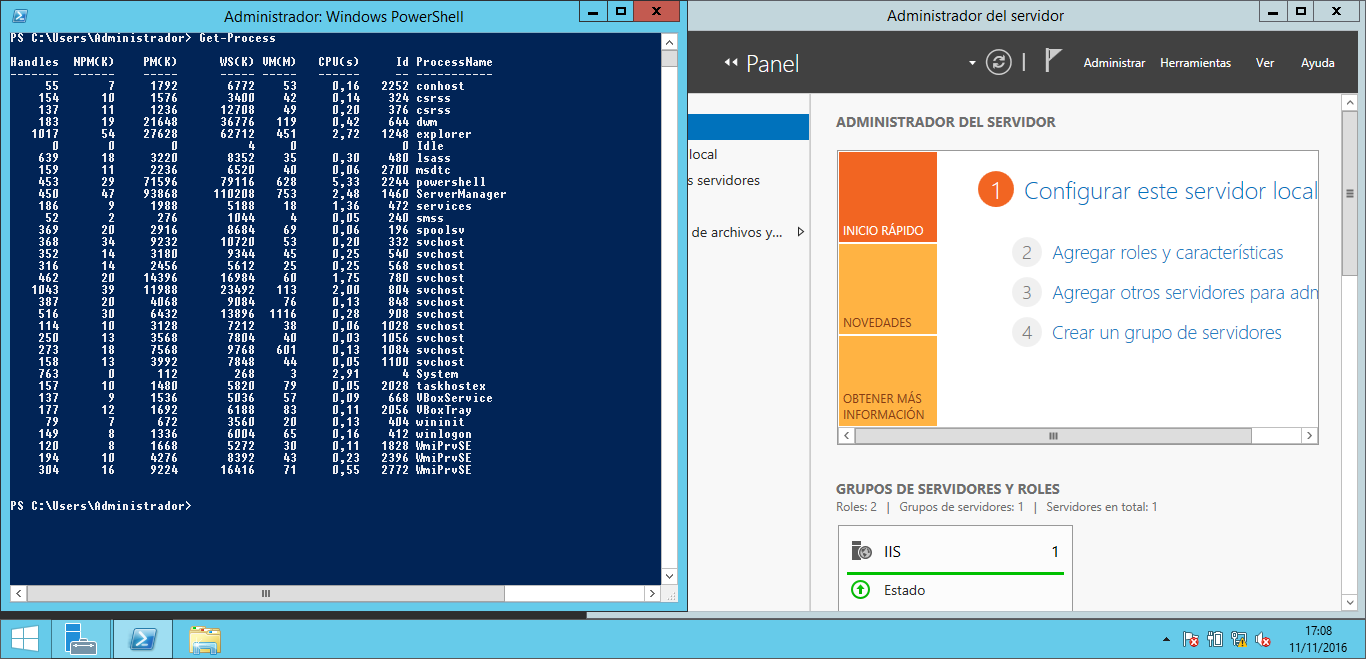 Administrador: Windows PowerShell
PS C:\Users\Administrador> Get-Process
Handles NPM(K) PM(K) WS(K) VM(M) CPU(s) Id ProcessName
------- ------ ----- ----- ----- ------ -- -----------
55 7 1792 6772 53 0,16 2252 conhost
154 10 1576 3400 42 0,14 324 csrss
137 11 1236 12708 49 0,20 376 csrss
183 19 21648 36776 119 0,42 644 dwm
1017 54 27628 62712 451 2,72 1248 explorer
0 0 0 4 0 0 Idle
639 18 3220 8352 35 0,30 480 lsass
159 11 2236 6520 40 0,06 2700 msdtc
453 29 71596 79116 628 5,33 2244 powershell
450 47 93868 110208 753 2,48 1460 ServerManager
186 9 1988 5188 18 1,36 472 services
52 2 276 1044 4 0,05 240 smss
369 20 2916 8684 69 0,06 196 spoolsv
368 34 9232 10720 53 0,20 332 svchost
352 14 3180 9344 45 0,25 540 svchost
316 14 2456 5612 25 0,25 568 svchost
462 20 14396 16984 60 1,75 780 svchost
1043 39 11988 23492 113 2,00 804 svchost
387 20 4068 9084 76 0,13 848 svchost
516 30 6432 13896 1116 0,28 908 svchost
114 10 3128 7212 38 0,06 1028 svchost
250 13 3568 7804 40 0,03 1056 svchost
273 18 7568 9768 601 0,13 1084 svchost
158 13 3992 7848 44 0,05 1100 svchost
763 0 112 268 3 2,91 4 System
157 10 1480 5820 79 0,05 2028 taskhostex
137 9 1536 5036 57 0,09 668 VBoxService
177 12 1692 6188 83 0,11 2056 VBoxTray
79 7 672 3560 20 0,13 404 wininit
149 8 1336 6004 65 0,16 412 winlogon
120 8 1668 5272 30 0,11 1828 WmiPrvSE
194 10 4276 8392 43 0,23 2396 WmiPrvSE
304 16 9224 16416 71 0,55 2772 WmiPrvSE
PS C:\Users\Administrador>
Administrador del servidor
Panel
Administrar Herramientas Ver Ayuda
local
s servidores
de archivos y...
ADMINISTRADOR DEL SERVIDOR
INICIO RÁPIDO
NOVEDADES
OBTENER MÁS
INFORMACIÓN
1 Configurar este servidor local
2 Agregar roles y características
3 Agregar otros servidores para adm
4 Crear un grupo de servidores
GRUPOS DE SERVIDORES Y ROLES
Roles: 2 | Grupos de servidores: 1 | Servidores en total: 1
IIS 1
Estado
17:08
11/11/2016